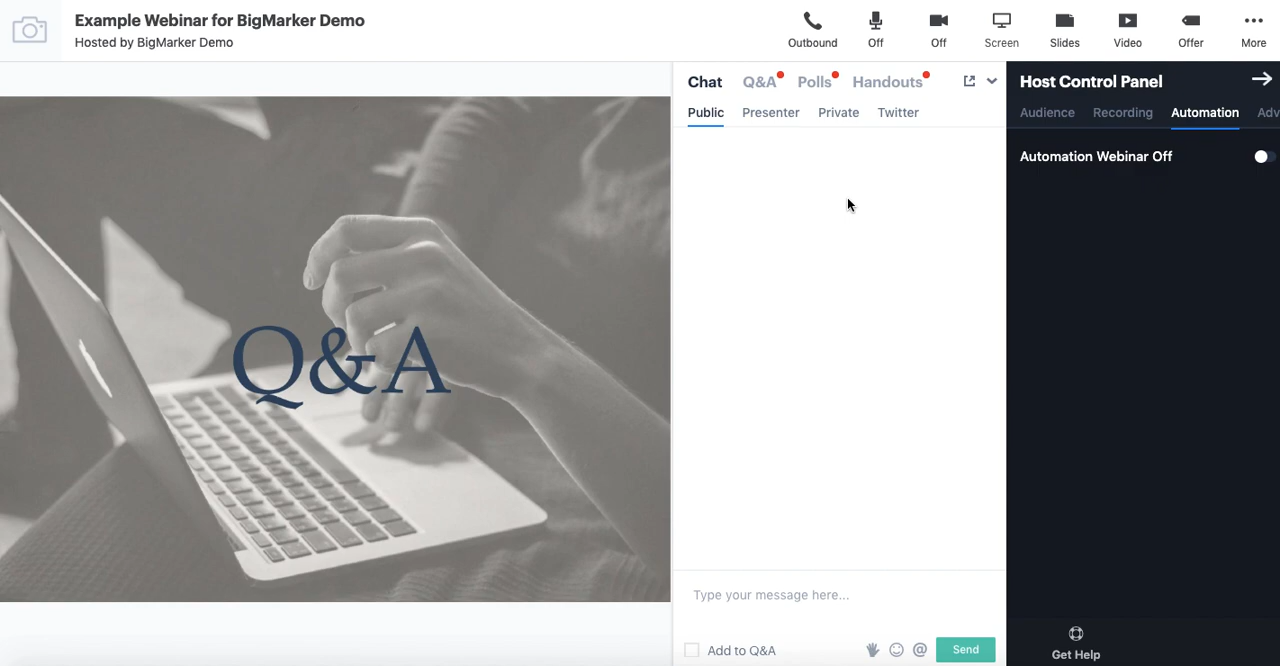 Example Webinar for BigMarker Demo
Hosted by BigMarker Demo
Outbound
Off
Off
Screen
Slides
Video
Offer
More
Chat
Q&A
Polls
Handouts
Public
Presenter
Private
Twitter
Q&A
Type your message here...
Add to Q&A
@
Send
Host Control Panel
Audience
Recording
Automation
Adv
Automation Webinar Off
Get Help